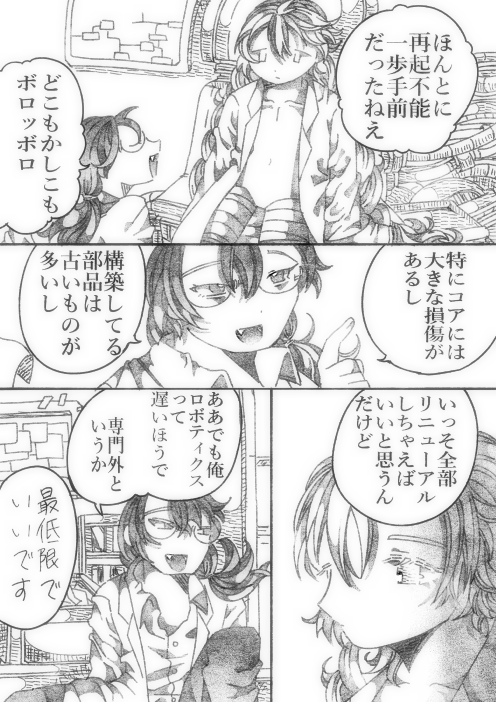 ほんとに
再起不能
一歩手前
だったねえ
どこもかしこも
ボロッボロ
特にコアには
大きな損傷が
あるし
構築してる
部品は
古いものが
多いし
いっそ全部
リニューアル
しちゃえば
いいと思うん
だけど
ああでも俺
ロボティクス
って
遅いほうで
専門外と
いうか
最低限で
いいです